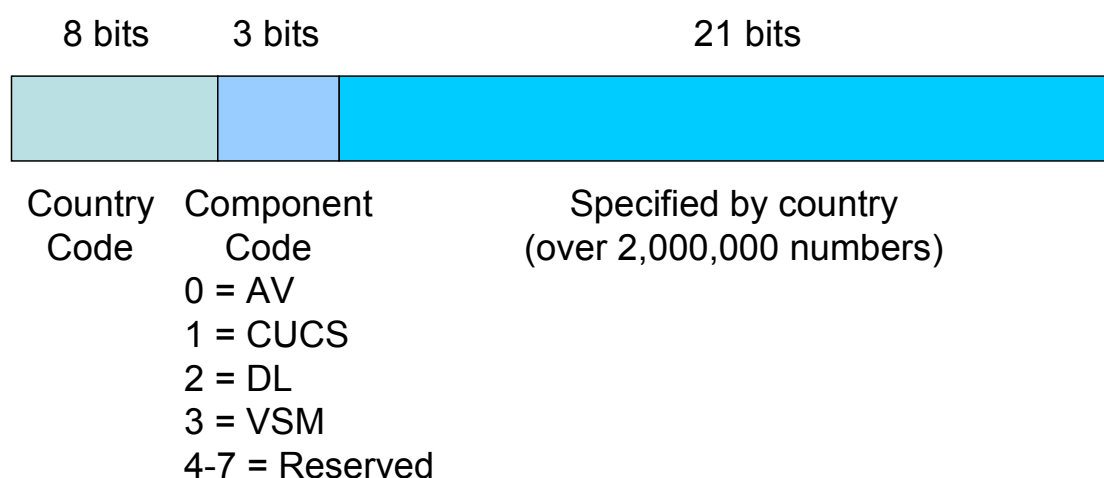 8 bits 3 bits 21 bits
Country Code
Component Code
Specified by country
(over 2,000,000 numbers)
0 = AV
1 = CUCS
2 = DL
3 = VSM
4-7 = Reserved